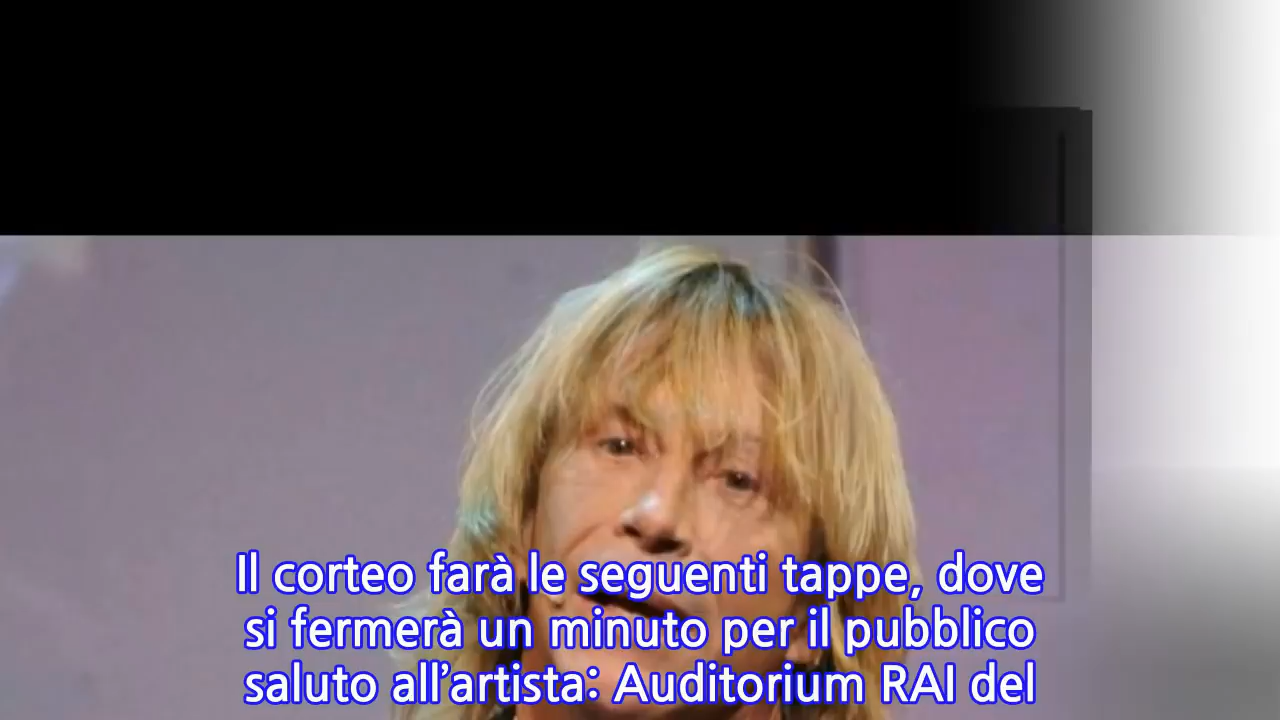 Il corteo farà le seguenti tappe, dove
si fermerà un minuto per il pubblico
saluto all’artista: Auditorium RAI del